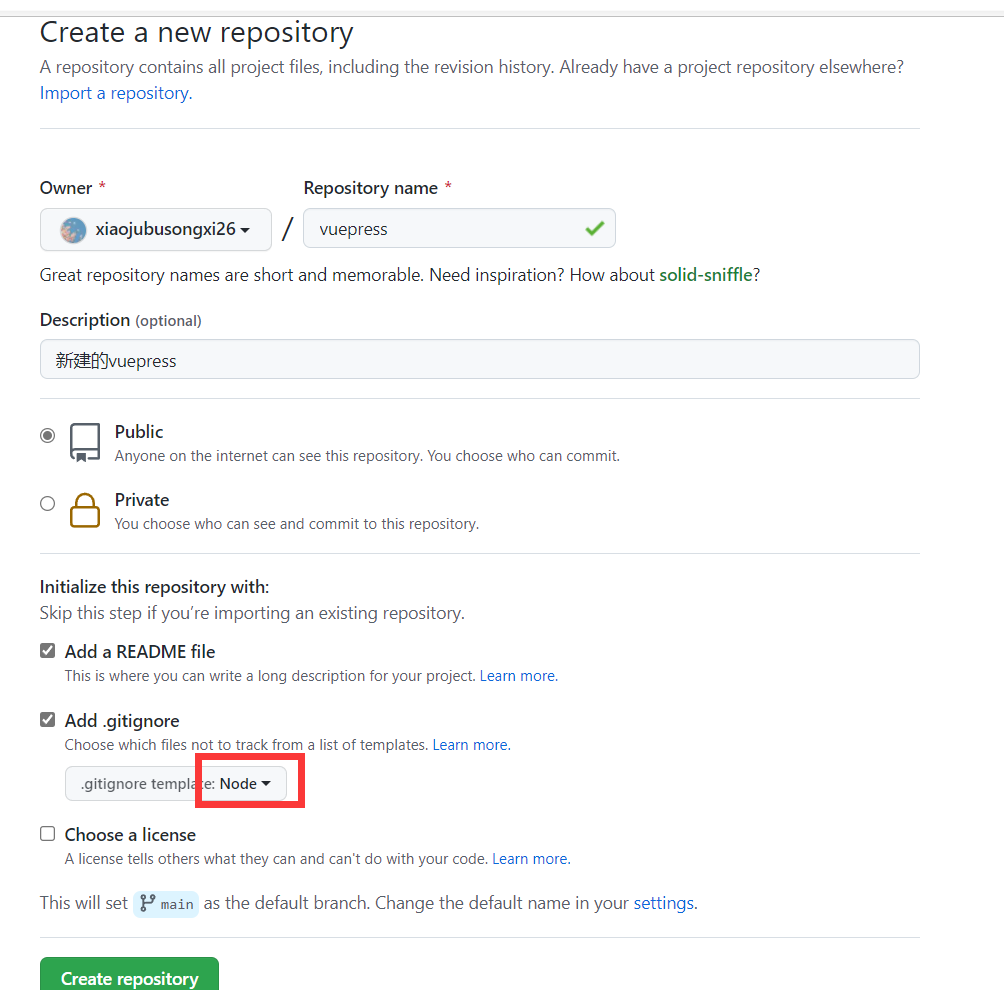 Create a new repository
A repository contains all project files, including the revision history. Already have a project repository elsewhere?
Import a repository.
Owner * Repository name *
xiaojubusongxi26 / vuepress
Great repository names are short and memorable. Need inspiration? How about solid-sniffle?
Description (optional)
新建的vuepress
Public
Anyone on the internet can see this repository. You choose who can commit.
Private
You choose who can see and commit to this repository.
Initialize this repository with:
Skip this step if you’re importing an existing repository.
Add a README file
This is where you can write a long description for your project. Learn more.
Add .gitignore
Choose which files not to track from a list of templates. Learn more.
.gitignore template: Node
Choose a license
A license tells others what they can and can't do with your code. Learn more.
This will set main as the default branch. Change the default name in your settings.
Create repository